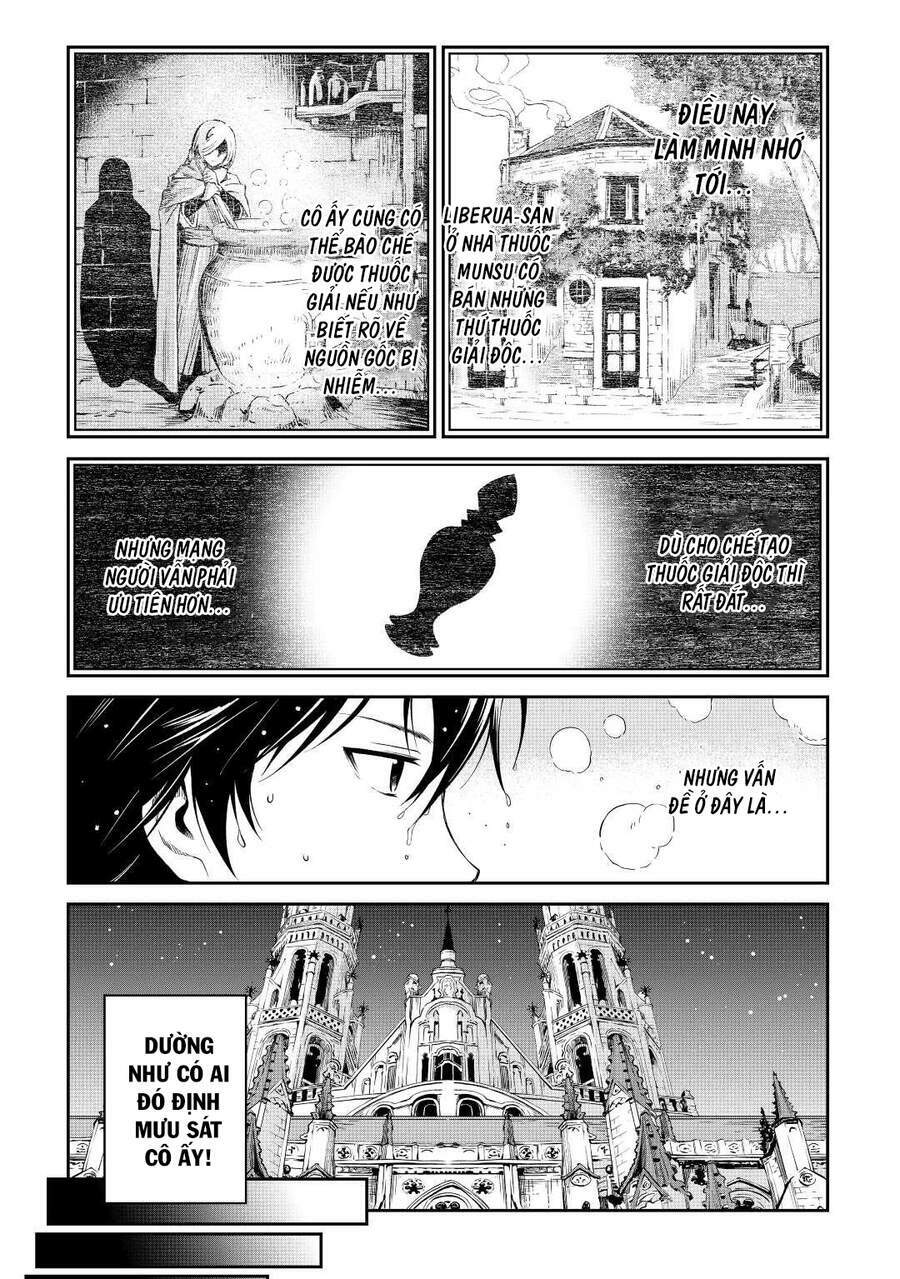 ĐIỀU NÀY
LÀM MÌNH NHỚ
TỚI...
LIBERUA-SAN
Ở NHÀ THUỐC
MUNSU CÓ
BÁN NHỮNG
THỨ THUỐC
GIẢI ĐỘC...
CÔ ẤY CŨNG CÓ
THỂ BÀO CHẾ
ĐƯỢC THUỐC
GIẢI NẾU NHƯ
BIẾT RÕ VỀ
NGUỒN GỐC BỊ
NHIỄM...
DÙ CHO CHẾ TẠO
THUỐC GIẢI ĐỘC THÌ
RẤT ĐẮT...
NHƯNG MẠNG
NGƯỜI VẪN PHẢI
ƯU TIÊN HƠN...
NHƯNG VẤN
ĐỀ Ở ĐÂY LÀ...
DƯỜNG
NHƯ CÓ AI
ĐÓ ĐỊNH
MƯU SÁT
CÔ ẤY!